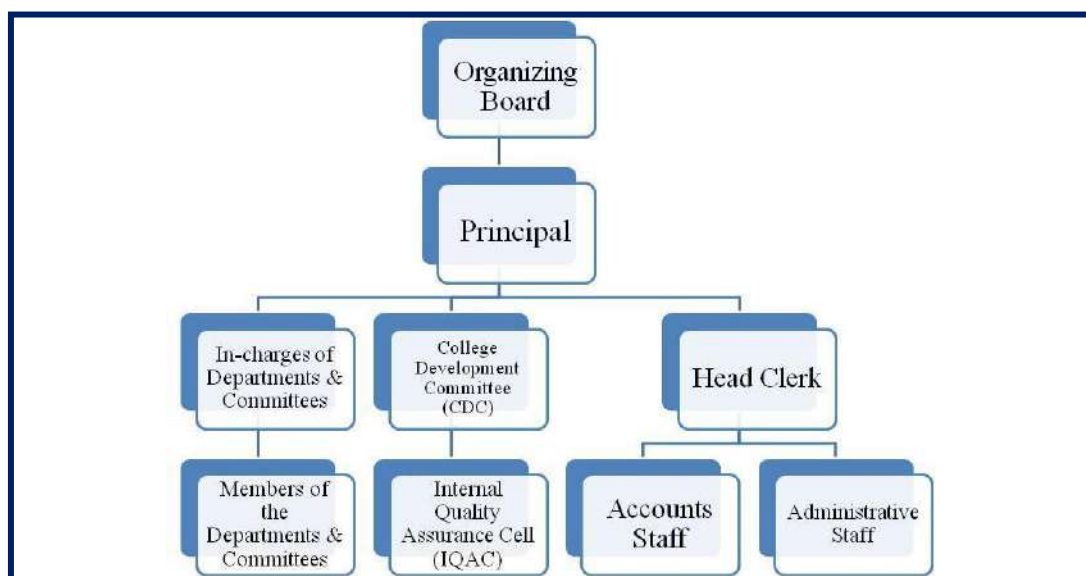 Organizing
Board
Principal
In-charges of
Departments &
Committees
College
Development
Committee
(CDC)
Head Clerk
Members of
the
Departments &
Committees
Internal
Quality
Assurance Cell
(IQAC)
Accounts
Staff
Administrative
Staff